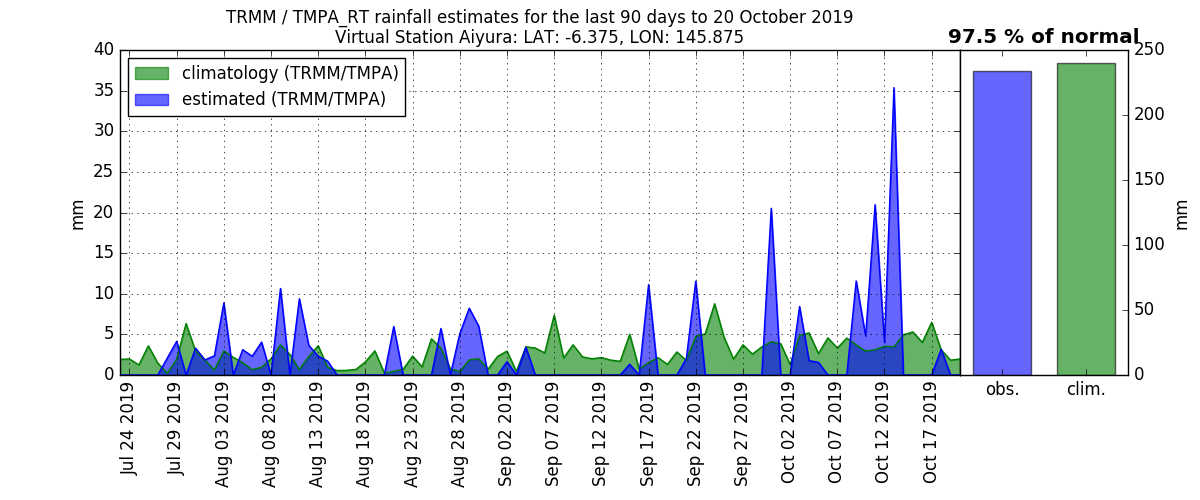 TRMM / TMPA_RT rainfall estimates for the last 90 days to 20 October 2019
Virtual Station Aiyura: LAT: -6.375, LON: 145.875
97.5 % of normal
climatology (TRMM/TMPA)
estimated (TRMM/TMPA)
mm
40
35
30
25
20
15
10
5
0
Jul 24 2019
Jul 29 2019
Aug 03 2019
Aug 08 2019
Aug 13 2019
Aug 18 2019
Aug 23 2019
Aug 28 2019
Sep 02 2019
Sep 07 2019
Sep 12 2019
Sep 17 2019
Sep 22 2019
Sep 27 2019
Oct 02 2019
Oct 07 2019
Oct 12 2019
Oct 17 2019
250
200
150
100
50
0
mm
obs.
clim.